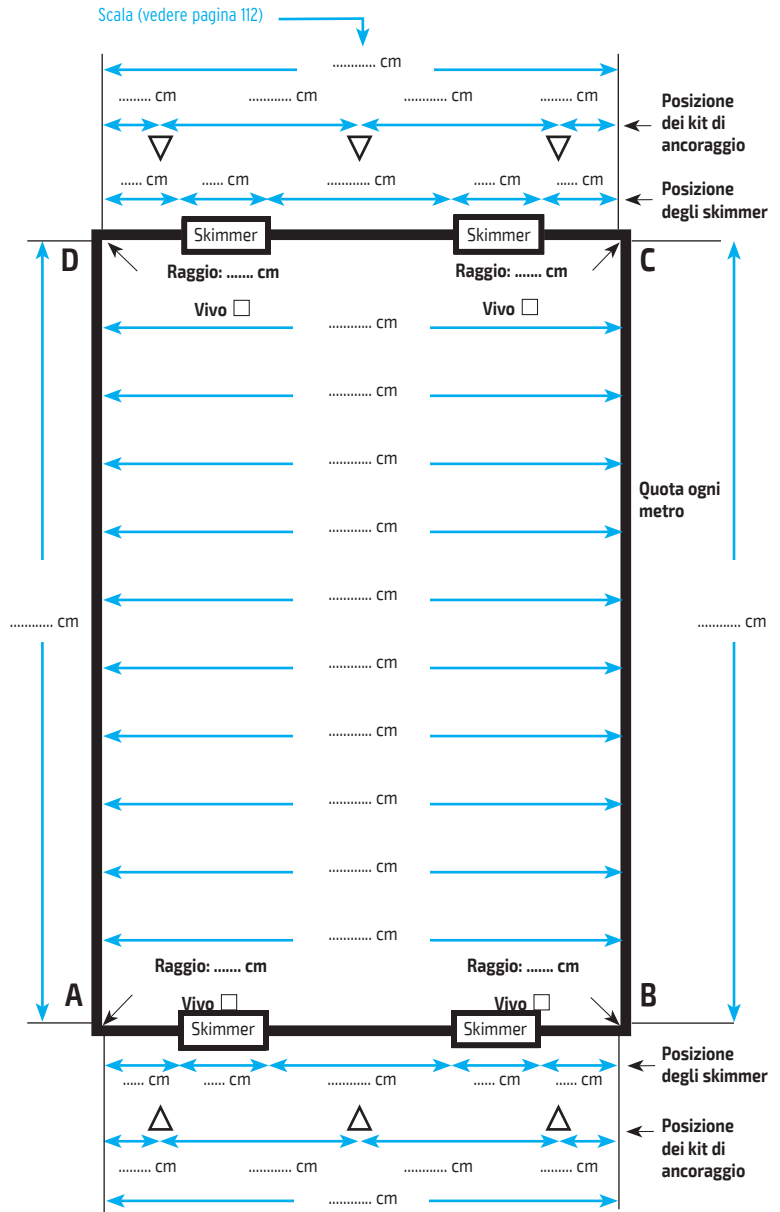 Scala (vedere pagina 112)
............ cm
......... cm ............ cm ............ cm ......... cm
Posizione
dei kit di
ancoraggio
...... cm ...... cm ............ cm ...... cm ...... cm
Posizione
degli skimmer
Skimmer Skimmer
D C
Raggio: ....... cm Raggio: ....... cm
Vivo Vivo
............ cm
............ cm
............ cm
Quota ogni
metro
............ cm
............ cm
............ cm ............ cm
............ cm
............ cm
............ cm
............ cm
............ cm
............ cm
Raggio: ....... cm Raggio: ....... cm
A B
Vivo Vivo
Skimmer Skimmer
Posizione
degli skimmer
...... cm ...... cm ............ cm ...... cm ...... cm
Posizione
dei kit di
ancoraggio
......... cm ............ cm ............ cm ......... cm
............ cm